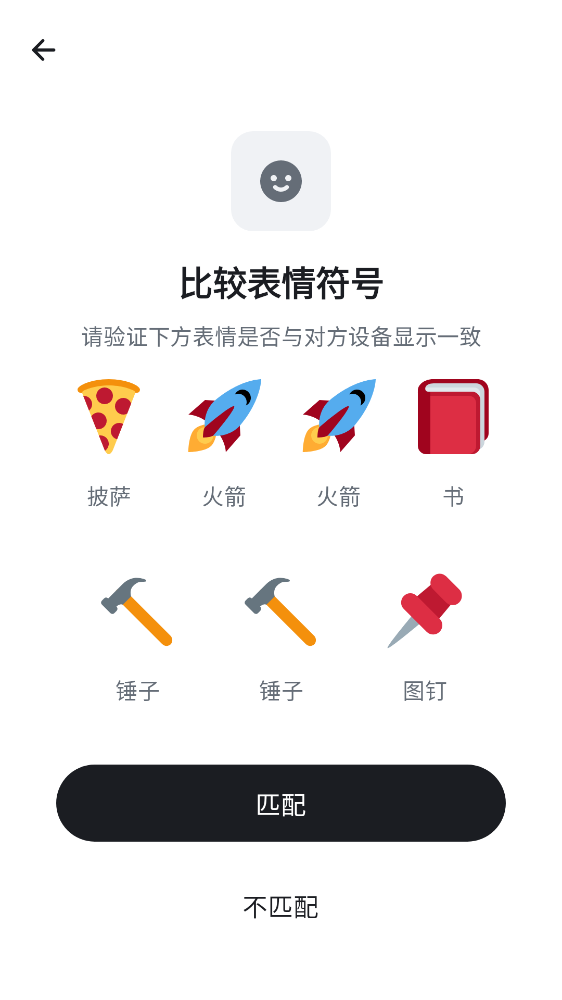 比较表情符号
请验证下方表情是否与对方设备显示一致
披萨 火箭 火箭 书
锤子 锤子 图钉
匹配
不匹配